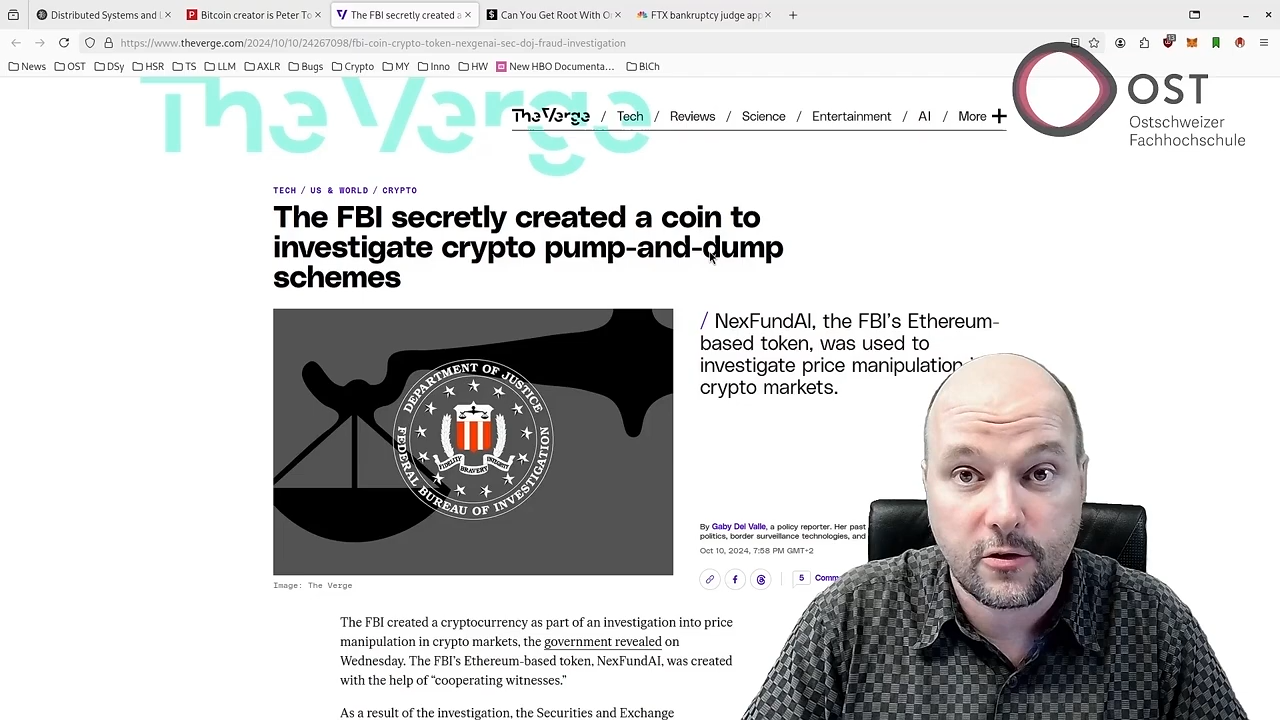 Distributed Systems and
Bitcoin creator is Peter To
The FBI secretly created a
Can You Get Root With O
FTX bankruptcy judge app
https://www.theverge.com/2024/10/10/24267098/fbi-coin-crypto-token-nexgenai-sec-doj-fraud-investigation
News OST DSy HSR TS LLM AXLR Bugs Crypto MY Inno HW New HBO Documenta… BICh
The Verge
The Verge / Tech / Reviews / Science / Entertainment / AI / More +
OST
Ostschweizer
Fachhochschule
TECH / US & WORLD / CRYPTO
The FBI secretly created a coin to
investigate crypto pump-and-dump
schemes
/ NexFundAI, the FBI’s Ethereum-
based token, was used to
investigate price manipulation
crypto markets.
DEPARTMENT OF JUSTICE
FIDELITY BRAVERY INTEGRITY
FEDERAL BUREAU OF INVESTIGATION
By Gaby Del Valle, a policy reporter. Her past
politics, border surveillance technologies, and
Oct 10, 2024, 7:58 PM GMT+2
5 Comm
Image: The Verge
The FBI created a cryptocurrency as part of an investigation into price
manipulation in crypto markets, the government revealed on
Wednesday. The FBI’s Ethereum-based token, NexFundAI, was created
with the help of “cooperating witnesses.”
As a result of the investigation, the Securities and Exchange